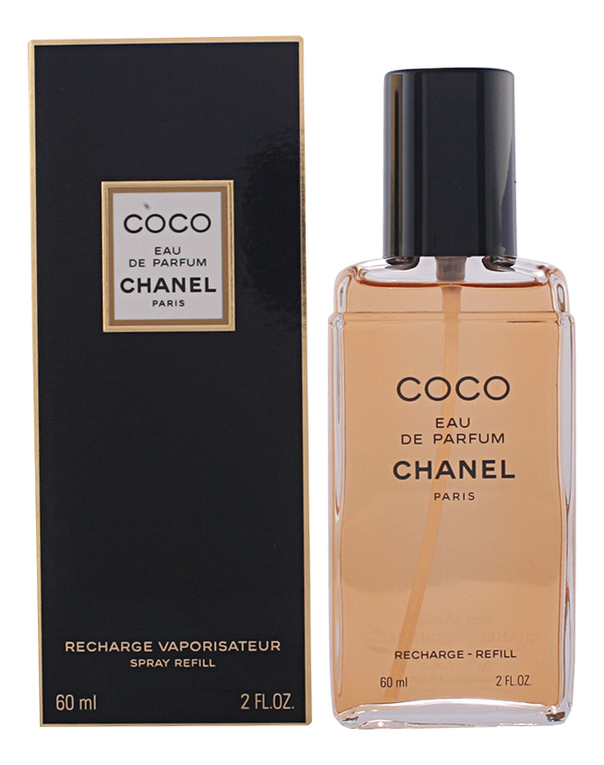 COCO
EAU
DE PARFUM
CHANEL
PARIS
RECHARGE VAPORISATEUR
SPRAY REFILL
60 ml 2 FL.OZ.
COCO
EAU
DE PARFUM
CHANEL
PARIS
RECHARGE - REFILL
60 ml 2 FL.OZ.